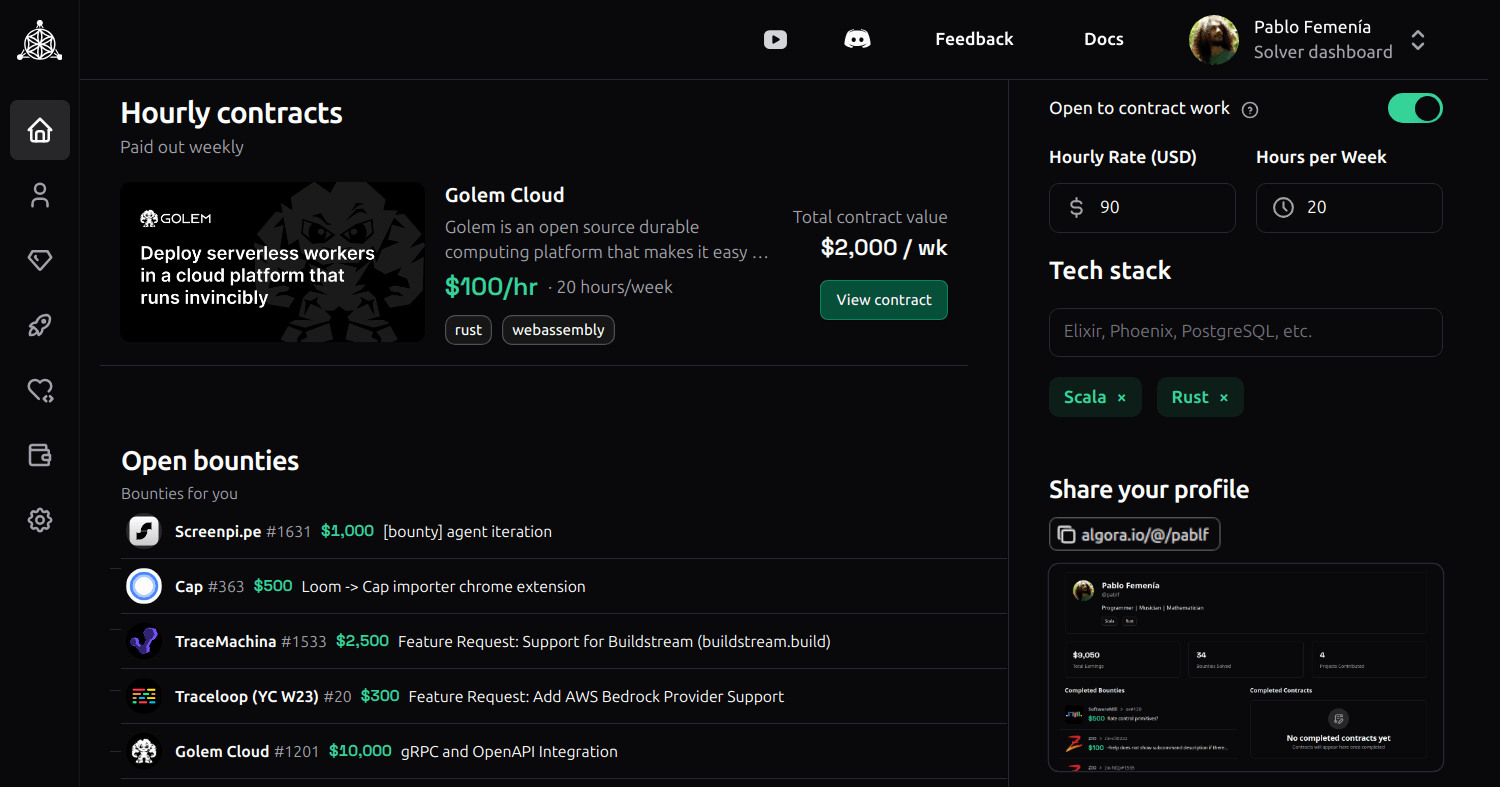 Feedback
Docs
Pablo Femenía
Solver dashboard
Hourly contracts
Paid out weekly
GOLEM
Deploy serverless workers
in a cloud platform that
runs invincibly
Golem Cloud
Golem is an open source durable
computing platform that makes it easy …
$100/hr · 20 hours/week
rust
webassembly
Total contract value
$2,000 / wk
View contract
Open bounties
Bounties for you
Screenpi.pe #1631 $1,000 [bounty] agent iteration
Cap #363 $500 Loom -> Cap importer chrome extension
TraceMachina #1533 $2,500 Feature Request: Support for Buildstream (buildstream.build)
Traceloop (YC W23) #20 $300 Feature Request: Add AWS Bedrock Provider Support
Golem Cloud #1201 $10,000 gRPC and OpenAPI Integration
Open to contract work ?
Hourly Rate (USD)
$ 90
Hours per Week
20
Tech stack
Elixir, Phoenix, PostgreSQL, etc.
Scala ×
Rust ×
Share your profile
algora.io/@/pablf
Pablo Femenía
@pablf
Programmer | Musician | Mathematician
Scala
Rust
$9,050
Total Earnings
34
Bounties Solved
4
Projects Contributed
Completed Bounties
SoftwareMill
$500 Rate control primitives?
ZIO
$100 --help does not show subcommand description if there...
ZIO
Completed Contracts
No completed contracts yet
Contracts will appear here once completed